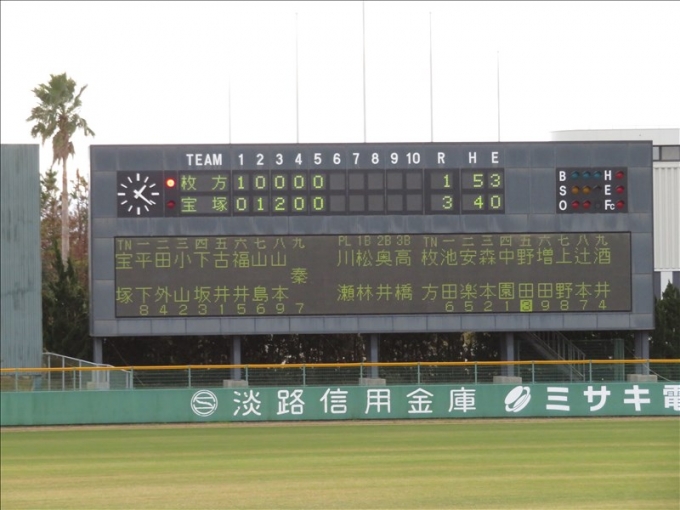 TEAM 1 2 3 4 5 6 7 8 9 10 R H E
枚方 1 0 0 0 0 1 5 3
宝塚 0 1 2 0 0 3 4 0
B H
S E
O Fc
TN 一 二 三 四 五 六 七 八 九 PL 1B 2B 3B TN 一 二 三 四 五 六 七 八 九
宝塚
平下 8
田外 4
小山 2
下坂 3
古井 1
福井 5
山島 6
山本 9
秦 7
川瀬
松林
奥井
高橋
枚方
池田 6
安楽 5
森本 2
中園 1
野田 3
増田 9
上野 8
辻本 7
酒井 4
淡路信用金庫 ミサキ電